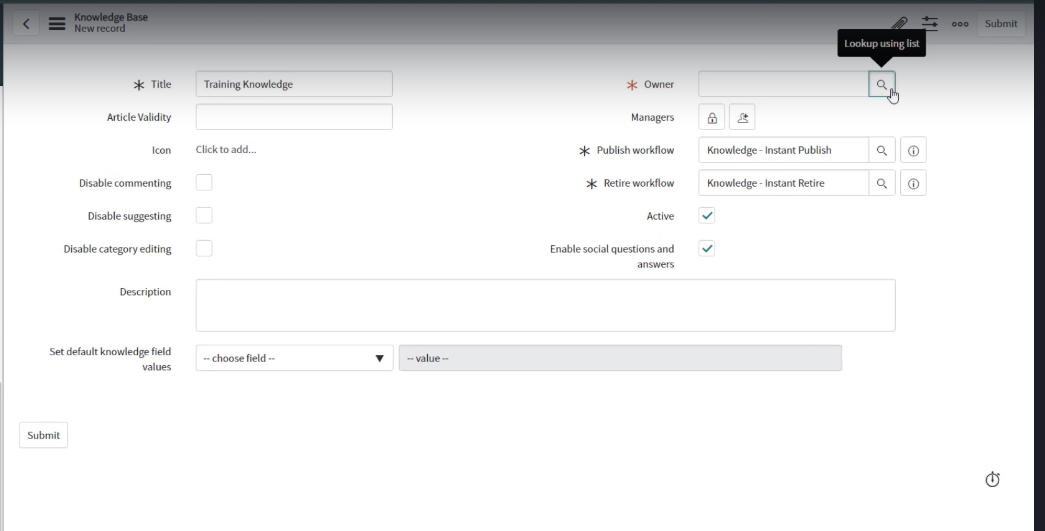 Knowledge Base
New record
Submit
Lookup using list
Title
Training Knowledge
Owner
Article Validity
Managers
Icon
Click to add...
Publish workflow
Knowledge - Instant Publish
Disable commenting
Retire workflow
Knowledge - Instant Retire
Disable suggesting
Active
Disable category editing
Enable social questions and
answers
Description
Set default knowledge field
values
-- choose field --
-- value --
Submit